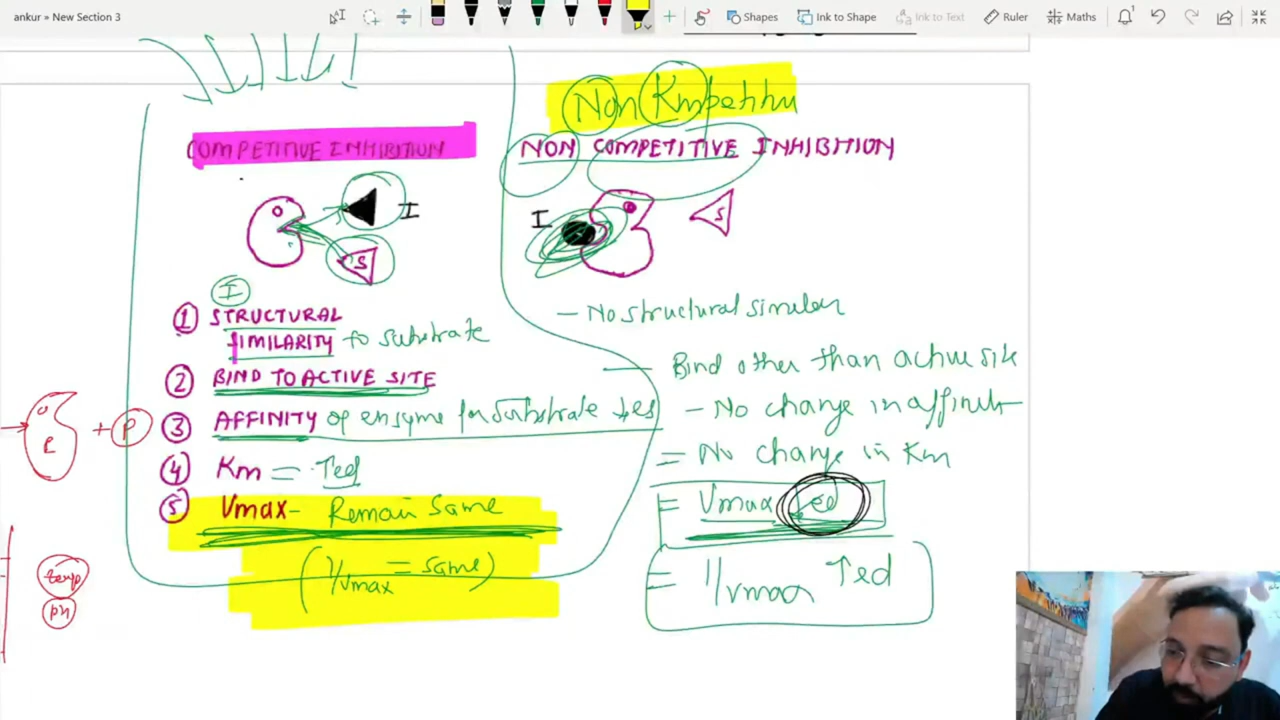 ankur » New Section 3
Shapes
Ink to Shape
Ink to Text
Ruler
Maths
Non Kmpetitiv
COMPETITIVE INHIBITION
I
S
I
① STRUCTURAL
SIMILARITY to substrate
② BIND TO ACTIVE SITE
③ AFFINITY of enzyme for substrate ↓es
④ Km = ↑ed
⑤ Vmax - Remain Same
(1/Vmax = same)
NON COMPETITIVE INHIBITION
I
S
- No structural similar
- Bind other than active site
- No change in affinity
= No change in Km
= Vmax ↓ed
= 1/Vmax ↑ed
E
+ P
temp
pH